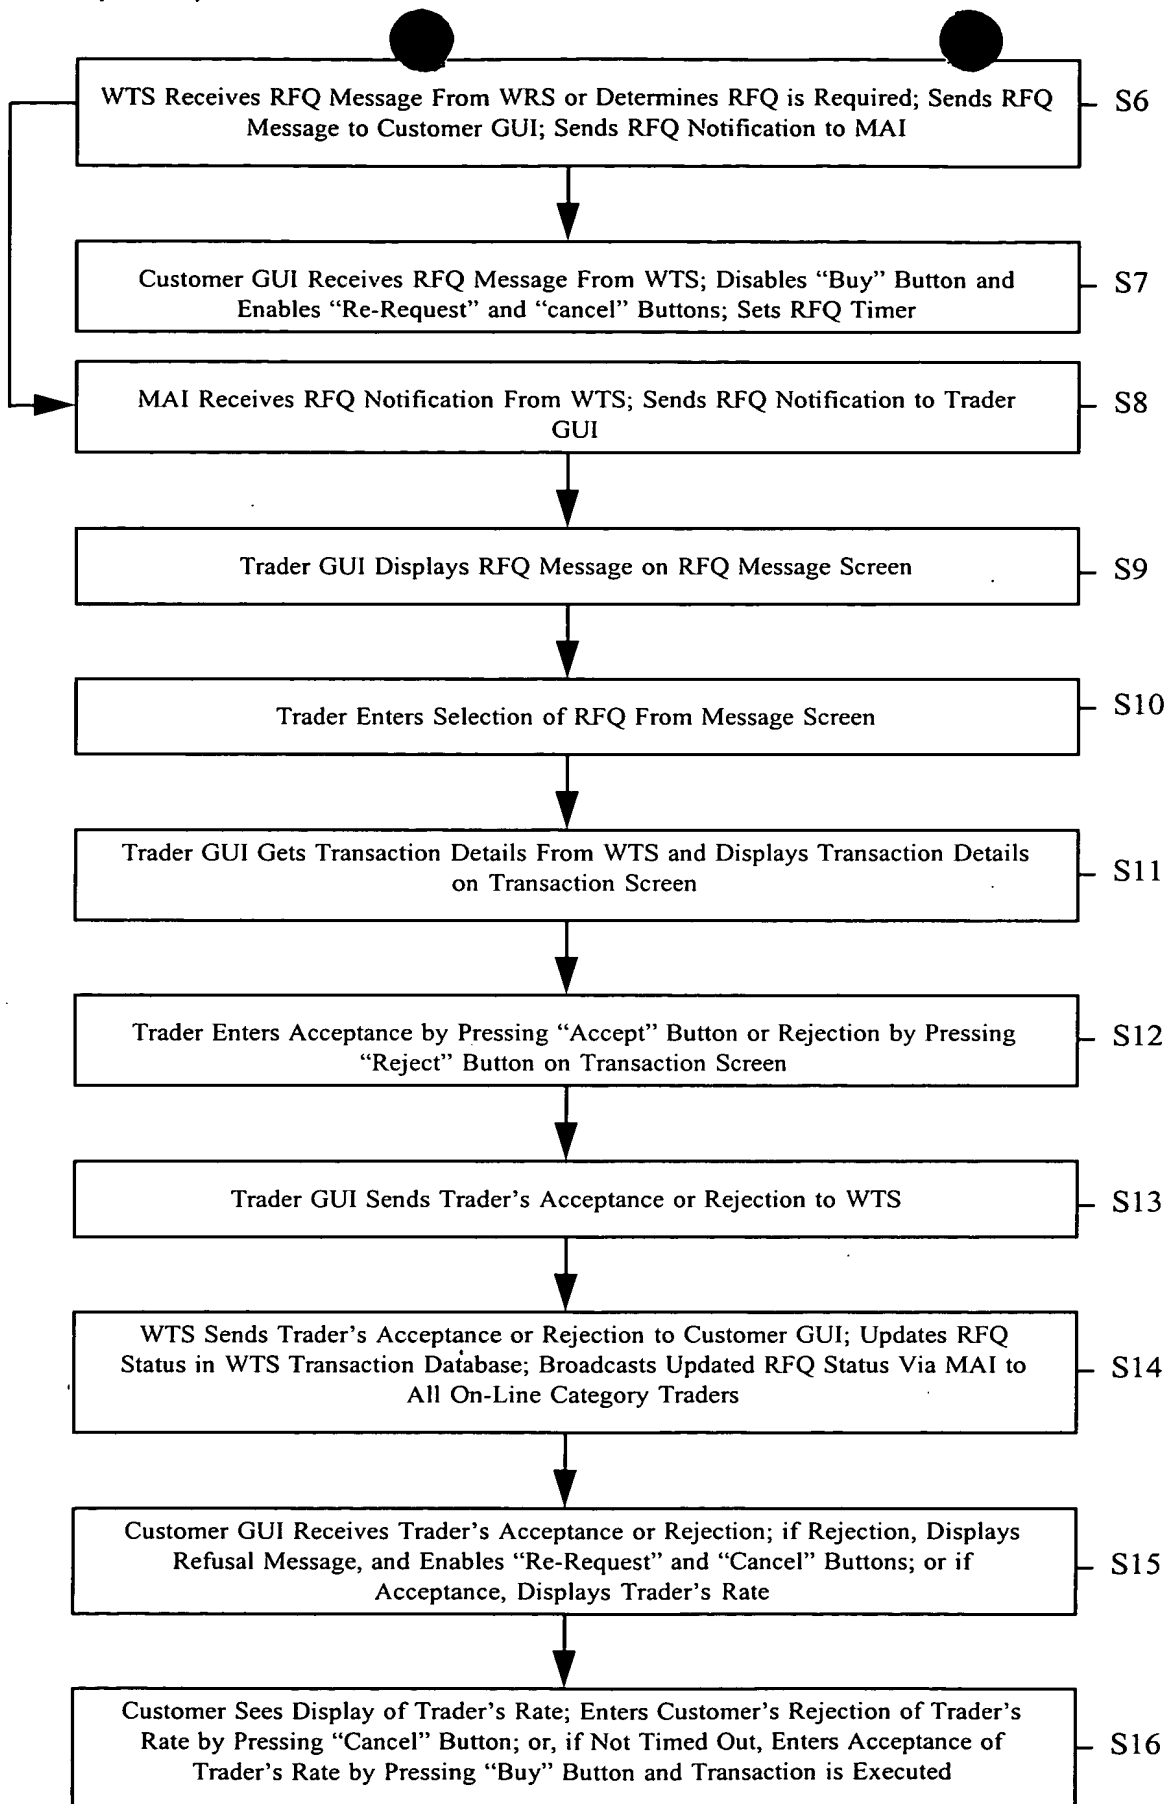 WTS Receives RFQ Message From WRS or Determines RFQ is Required; Sends RFQ
Message to Customer GUI; Sends RFQ Notification to MAI
S6
Customer GUI Receives RFQ Message From WTS; Disables “Buy” Button and
Enables “Re-Request” and “cancel” Buttons; Sets RFQ Timer
S7
MAI Receives RFQ Notification From WTS; Sends RFQ Notification to Trader
GUI
S8
Trader GUI Displays RFQ Message on RFQ Message Screen
S9
Trader Enters Selection of RFQ From Message Screen
S10
Trader GUI Gets Transaction Details From WTS and Displays Transaction Details
on Transaction Screen
S11
Trader Enters Acceptance by Pressing “Accept” Button or Rejection by Pressing
“Reject” Button on Transaction Screen
S12
Trader GUI Sends Trader's Acceptance or Rejection to WTS
S13
WTS Sends Trader's Acceptance or Rejection to Customer GUI; Updates RFQ
Status in WTS Transaction Database; Broadcasts Updated RFQ Status Via MAI to
All On-Line Category Traders
S14
Customer GUI Receives Trader's Acceptance or Rejection; if Rejection, Displays
Refusal Message, and Enables “Re-Request” and “Cancel” Buttons; or if
Acceptance, Displays Trader's Rate
S15
Customer Sees Display of Trader's Rate; Enters Customer's Rejection of Trader's
Rate by Pressing “Cancel” Button; or, if Not Timed Out, Enters Acceptance of
Trader's Rate by Pressing “Buy” Button and Transaction is Executed
S16